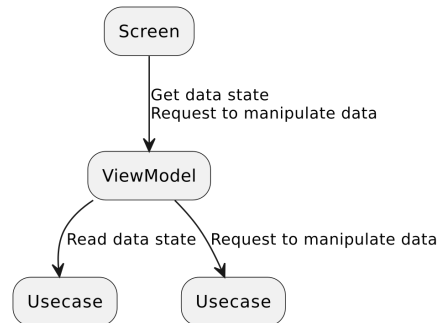 Screen
Get data state
Request to manipulate data
ViewModel
Read data state
Request to manipulate data
Usecase
Usecase